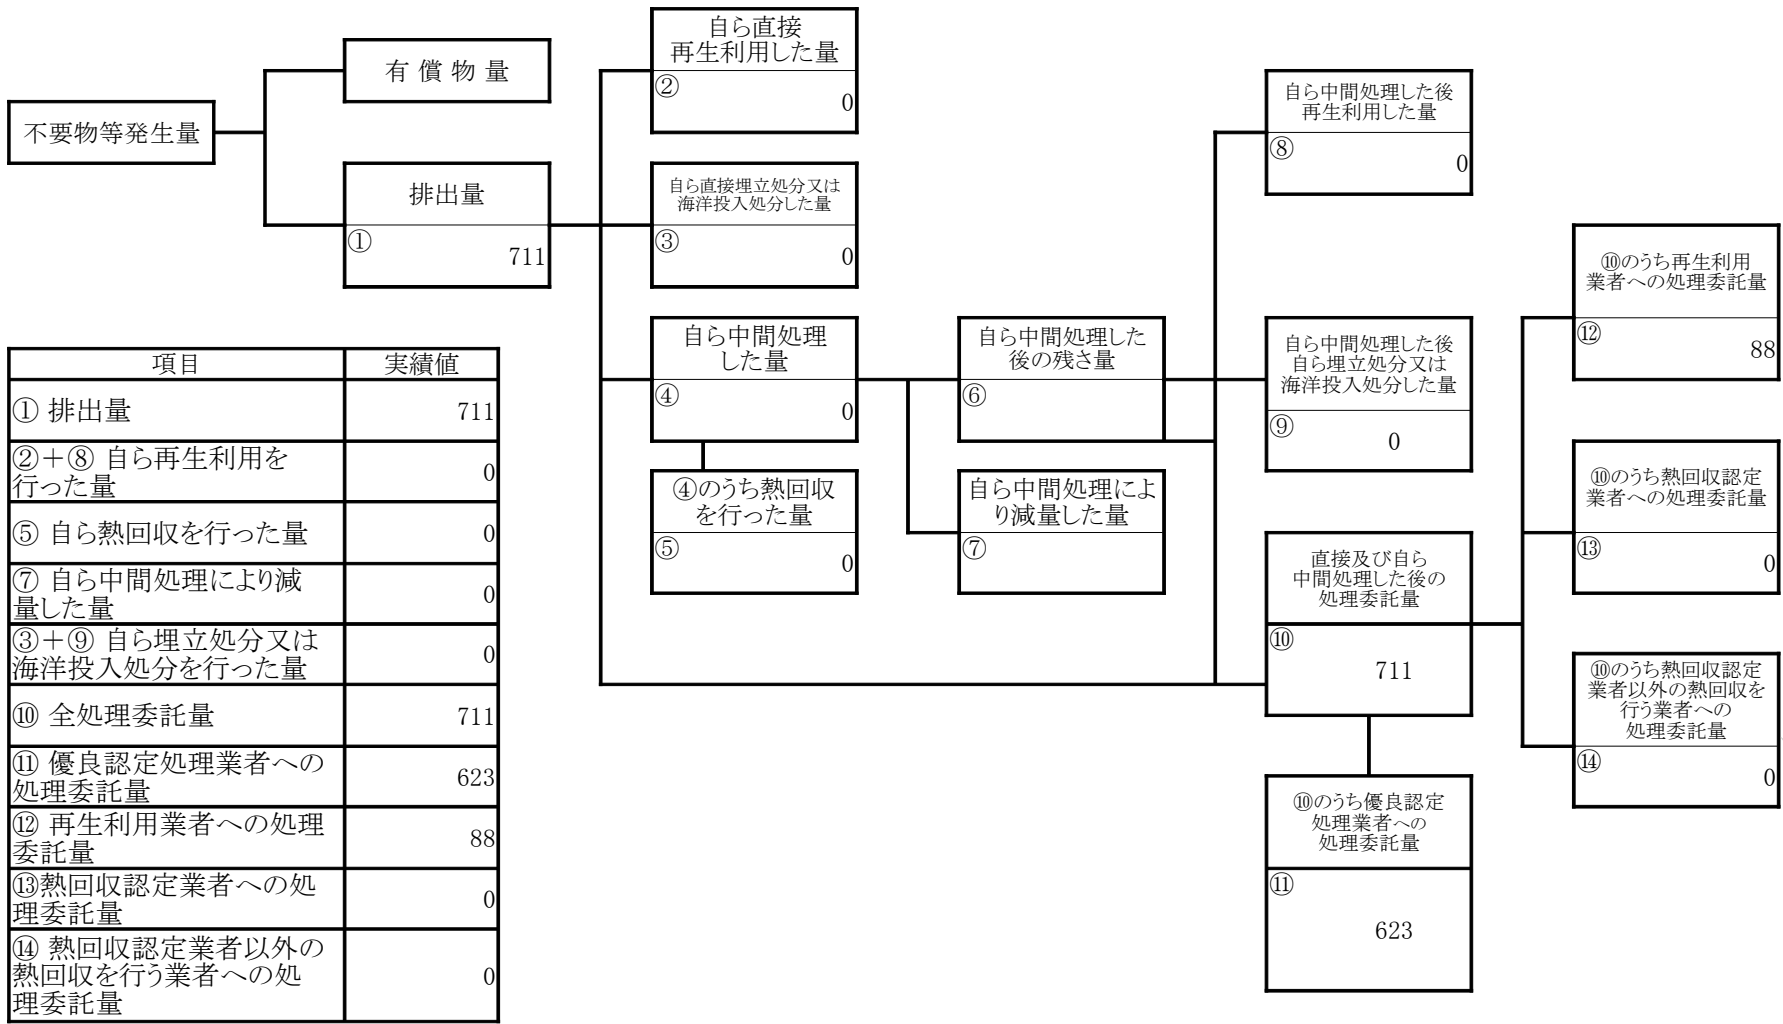 不要物等発生量
有 償 物 量
排出量
①
711
自ら直接
再生利用した量
②
0
自ら直接埋立処分又は
海洋投入処分した量
③
0
自ら中間処理
した量
④
0
④のうち熱回収
を行った量
⑤
0
自ら中間処理した
後の残さ量
⑥
自ら中間処理によ
り減量した量
⑦
自ら中間処理した後
再生利用した量
⑧
0
自ら中間処理した後
自ら埋立処分又は
海洋投入処分した量
⑨
0
直接及び自ら
中間処理した後の
処理委託量
⑩
711
⑩のうち優良認定
処理業者への
処理委託量
⑪
623
⑩のうち再生利用
業者への処理委託量
⑫
88
⑩のうち熱回収認定
業者への処理委託量
⑬
0
⑩のうち熱回収認定
業者以外の熱回収を
行う業者への
処理委託量
⑭
0
項目 実績値
① 排出量 711
②＋⑧ 自ら再生利用を
行った量 0
⑤ 自ら熱回収を行った量 0
⑦ 自ら中間処理により減
量した量 0
③＋⑨ 自ら埋立処分又は
海洋投入処分を行った量 0
⑩ 全処理委託量 711
⑪ 優良認定処理業者への
処理委託量 623
⑫ 再生利用業者への処理
委託量 88
⑬熱回収認定業者への処
理委託量 0
⑭ 熱回収認定業者以外の
熱回収を行う業者への処
理委託量 0